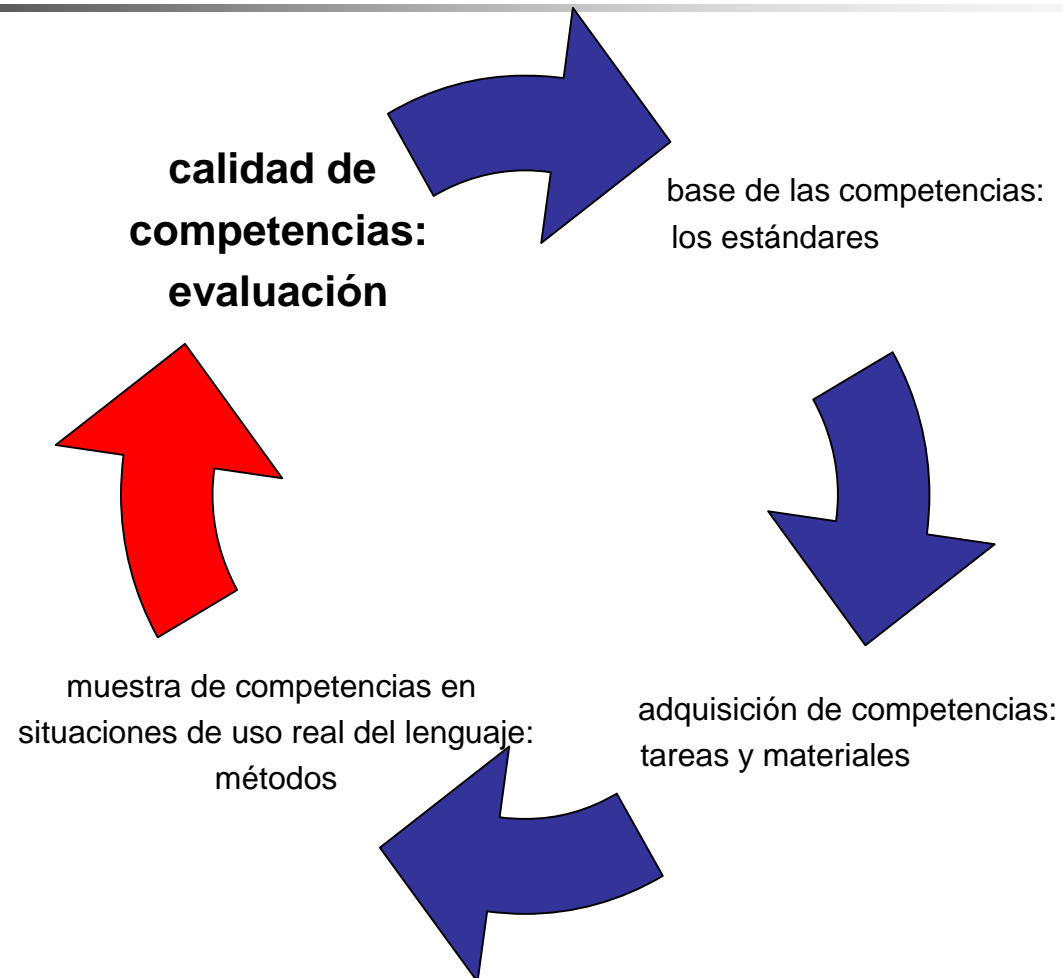 calidad de
competencias:
evaluación
base de las competencias:
los estándares
adquisición de competencias:
tareas y materiales
muestra de competencias en
situaciones de uso real del lenguaje:
métodos